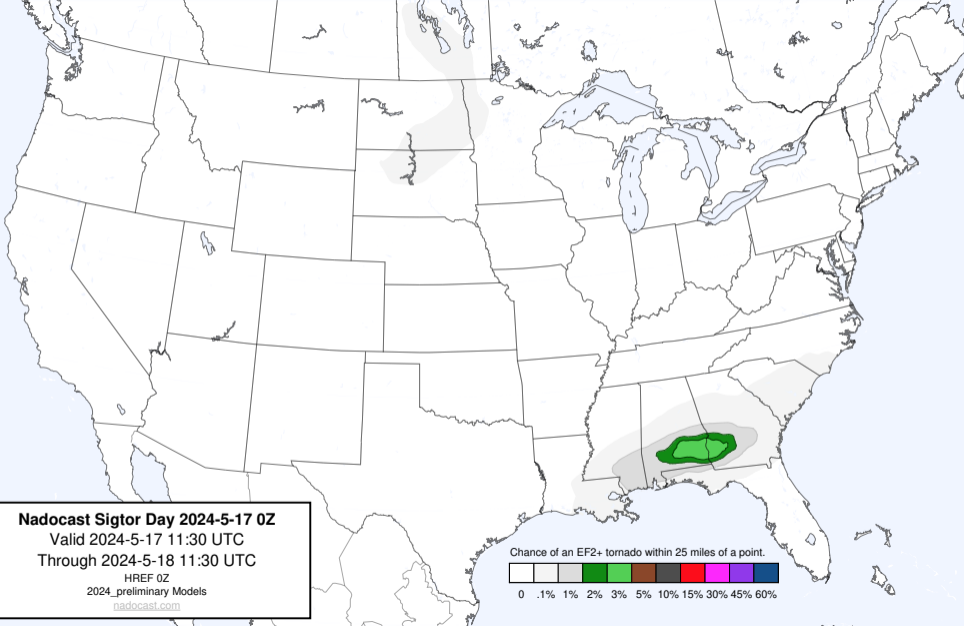 Nadocast Sigtor Day 2024-5-17 0Z
Valid 2024-5-17 11:30 UTC
Through 2024-5-18 11:30 UTC
HREF 0Z
2024_preliminary Models
nadocast.com
Chance of an EF2+ tornado within 25 miles of a point.
0 .1% 1% 2% 3% 5% 10% 15% 30% 45% 60%